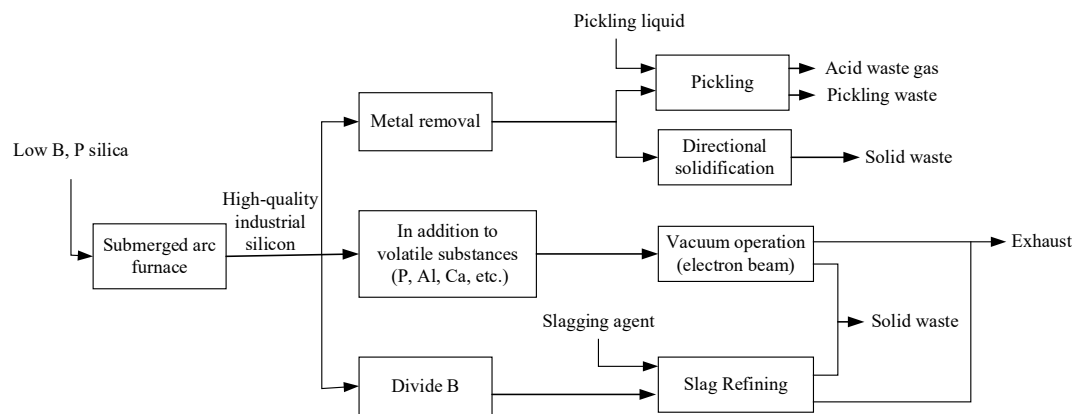 Pickling liquid
Pickling
Acid waste gas
Pickling waste
Metal removal
Directional
solidification
Solid waste
Low B, P silica
High-quality
industrial
silicon
Submerged arc
furnace
In addition to
volatile substances
(P, Al, Ca, etc.)
Vacuum operation
(electron beam)
Exhaust
Slagging agent
Solid waste
Divide B
Slag Refining